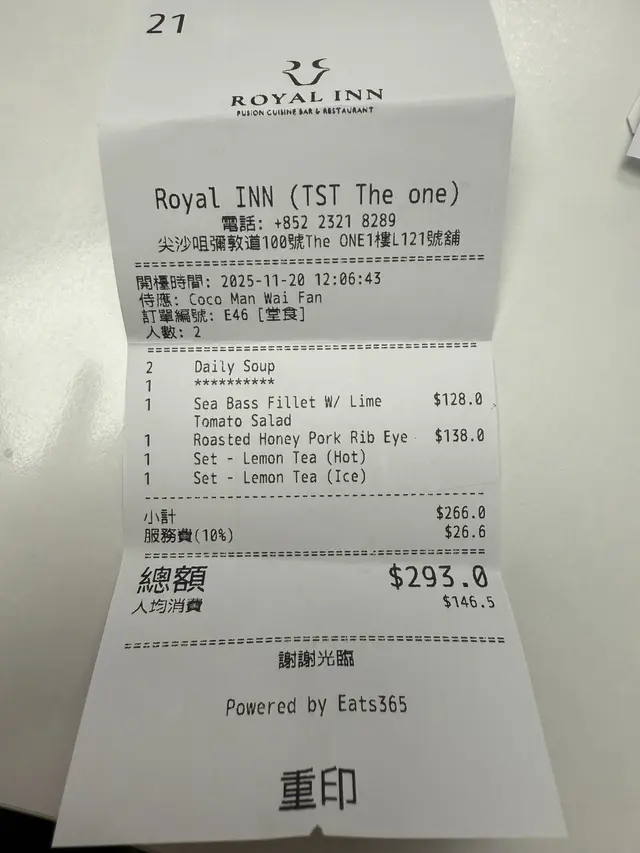 21
ROYAL INN
FUSION CUISINE BAR & RESTAURANT
Royal INN (TST The one)
電話: +852 2321 8289
尖沙咀彌敦道100號The ONE1樓L121號舖
開檯時間: 2025-11-20 12:06:43
侍應: Coco Man Wai Fan
訂單編號: E46 [堂食]
人數: 2
2 Daily Soup
1 **********
1 Sea Bass Fillet W/ Lime $128.0
Tomato Salad
1 Roasted Honey Pork Rib Eye $138.0
1 Set - Lemon Tea (Hot)
1 Set - Lemon Tea (Ice)
小計 $266.0
服務費(10%) $26.6
總額 $293.0
人均消費 $146.5
謝謝光臨
Powered by Eats365
重印